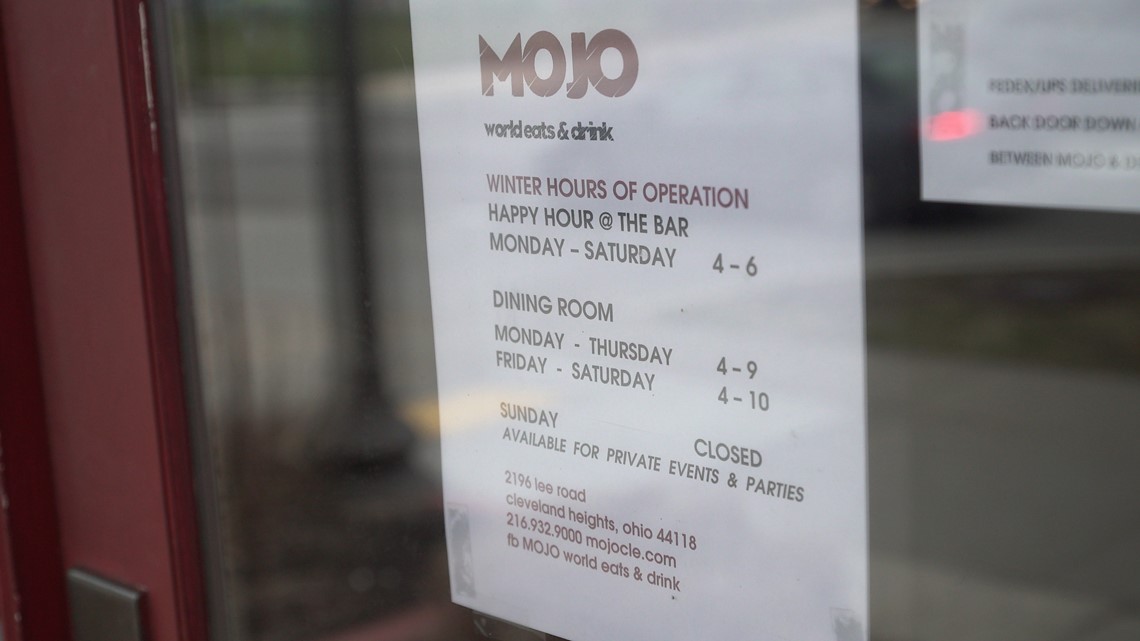 MOJO
world eats & drink
WINTER HOURS OF OPERATION
HAPPY HOUR @ THE BAR
MONDAY – SATURDAY 4 – 6
DINING ROOM
MONDAY - THURSDAY 4 – 9
FRIDAY - SATURDAY 4 – 10
SUNDAY CLOSED
AVAILABLE FOR PRIVATE EVENTS & PARTIES
2196 lee road
cleveland heights, ohio 44118
216.932.9000 mojocle.com
fb MOJO world eats & drink
FEDEX/UPS
BACK DOOR DOWN
BETWEEN MOJO &